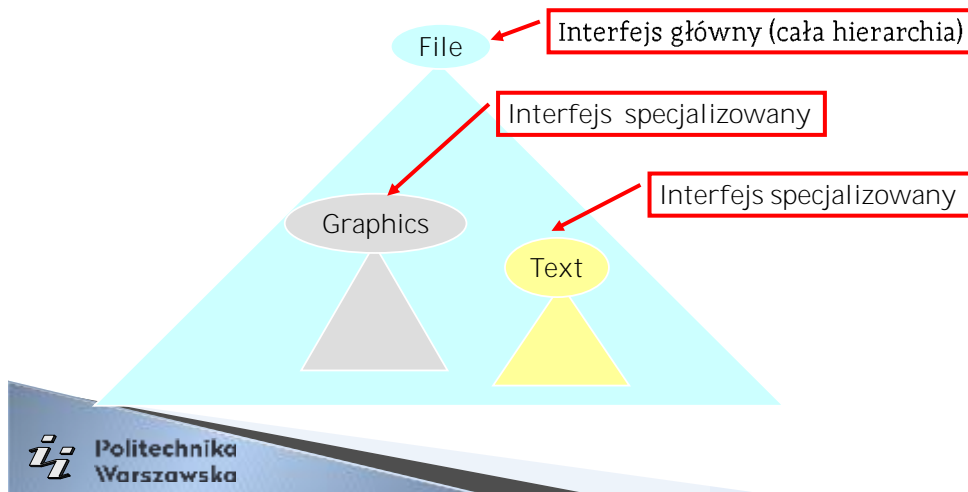 Interfejs główny (cała hierarchia)
File
Interfejs specjalizowany
Interfejs specjalizowany
Graphics
Text
Politechnika
Warszawska